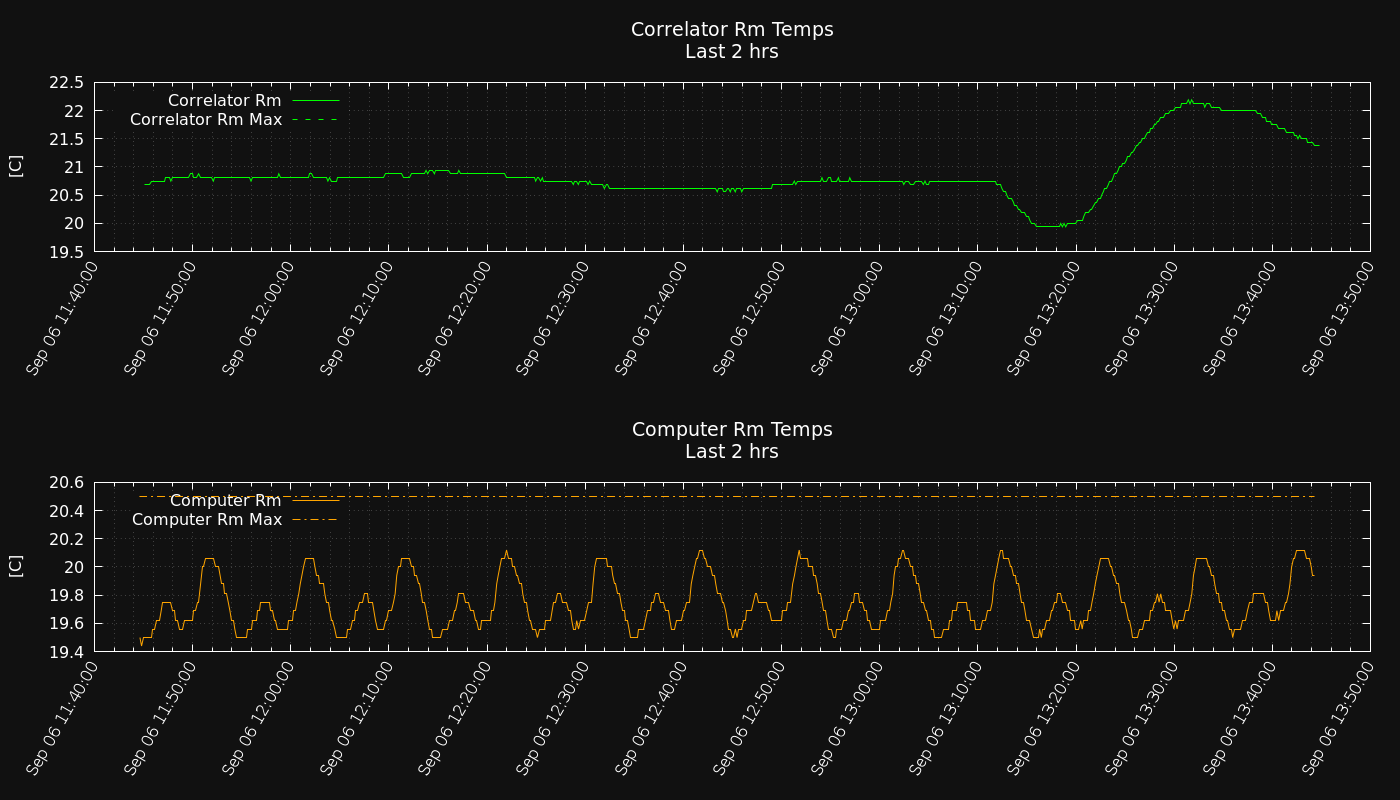 Correlator Rm Temps
Last 2 hrs
22.5
22
21.5
21
20.5
20
19.5
[C]
Correlator Rm
Correlator Rm Max
Sep 06 11:40:00
Sep 06 11:50:00
Sep 06 12:00:00
Sep 06 12:10:00
Sep 06 12:20:00
Sep 06 12:30:00
Sep 06 12:40:00
Sep 06 12:50:00
Sep 06 13:00:00
Sep 06 13:10:00
Sep 06 13:20:00
Sep 06 13:30:00
Sep 06 13:40:00
Sep 06 13:50:00
Computer Rm Temps
Last 2 hrs
20.6
20.4
20.2
20
19.8
19.6
19.4
[C]
Computer Rm
Computer Rm Max
Sep 06 11:40:00
Sep 06 11:50:00
Sep 06 12:00:00
Sep 06 12:10:00
Sep 06 12:20:00
Sep 06 12:30:00
Sep 06 12:40:00
Sep 06 12:50:00
Sep 06 13:00:00
Sep 06 13:10:00
Sep 06 13:20:00
Sep 06 13:30:00
Sep 06 13:40:00
Sep 06 13:50:00